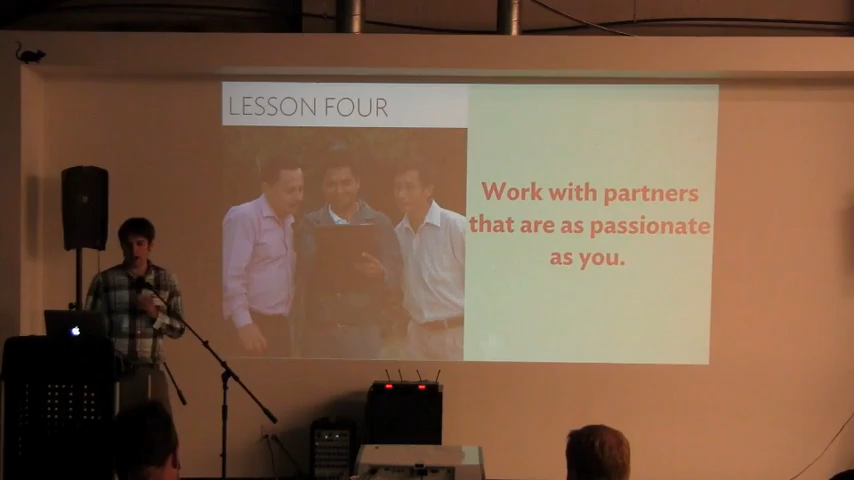 LESSON FOUR
Work with partners
that are as passionate
as you.